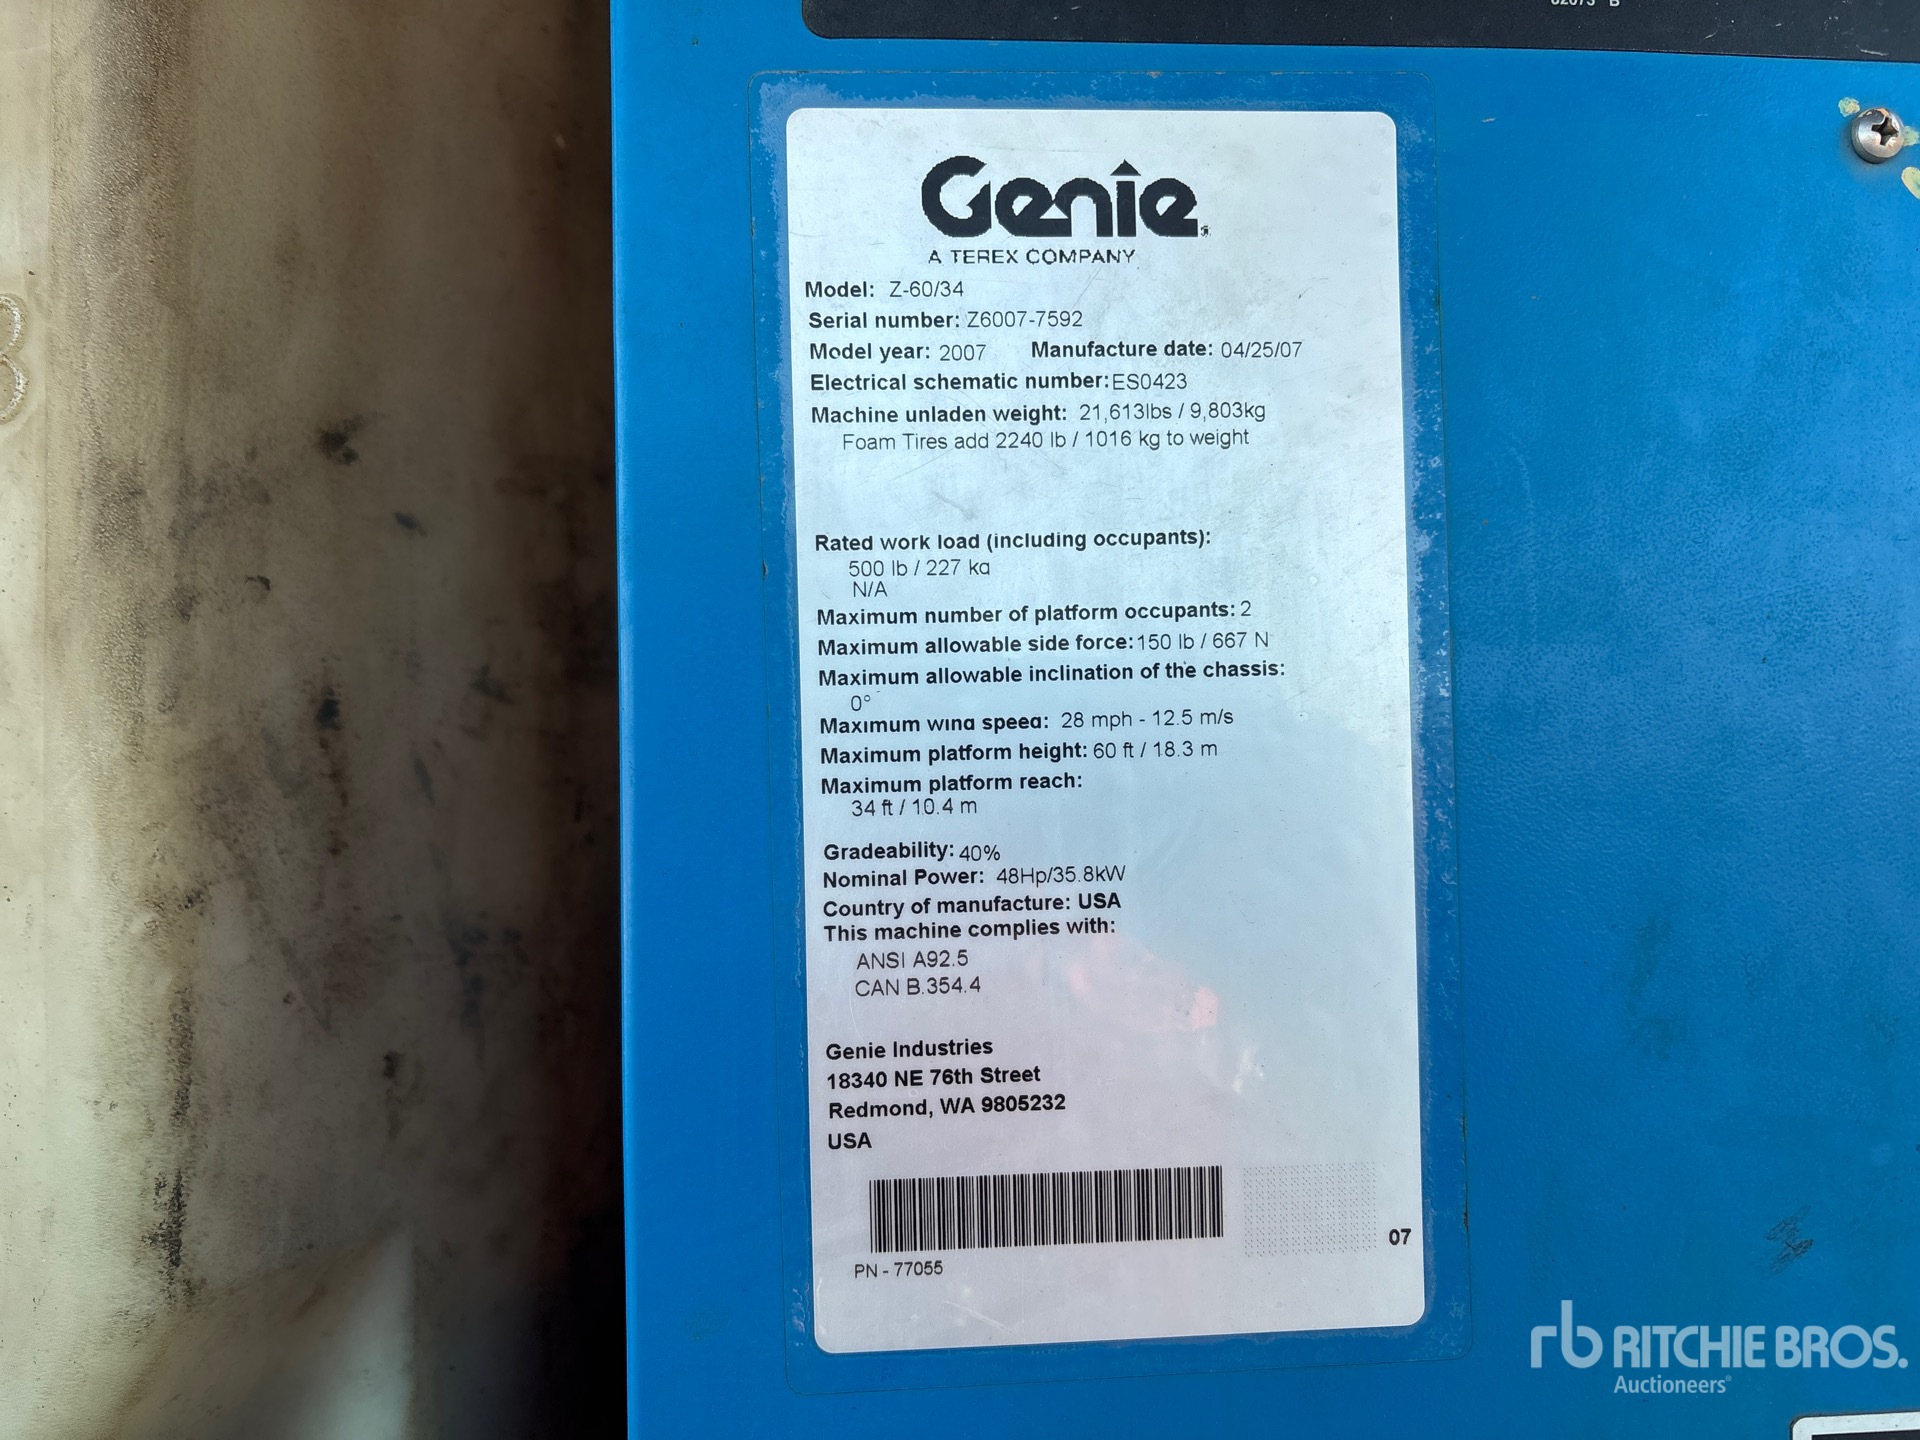 82073 B
Genie
A TEREX COMPANY
Model: Z-60/34
Serial number: Z6007-7592
Model year: 2007 Manufacture date: 04/25/07
Electrical schematic number: ES0423
Machine unladen weight: 21,613lbs / 9,803kg
Foam Tires add 2240 lb / 1016 kg to weight
Rated work load (including occupants):
500 lb / 227 kg
N/A
Maximum number of platform occupants: 2
Maximum allowable side force: 150 lb / 667 N
Maximum allowable inclination of the chassis:
0°
Maximum wind speed: 28 mph - 12.5 m/s
Maximum platform height: 60 ft / 18.3 m
Maximum platform reach:
34 ft / 10.4 m
Gradeability: 40%
Nominal Power: 48Hp/35.8kW
Country of manufacture: USA
This machine complies with:
ANSI A92.5
CAN B.354.4
Genie Industries
18340 NE 76th Street
Redmond, WA 9805232
USA
07
PN - 77055
rb RITCHIE BROS.
Auctioneers®